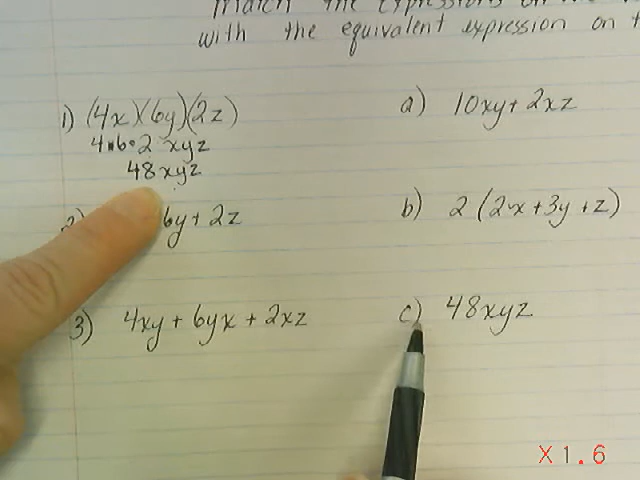 with the equivalent expression on
1) (4x)(6y)(2z)
4•6•2 xyz
48xyz
a) 10xy+ 2xz
2) 6y+ 2z
b) 2 (2x+3y+z)
3) 4xy + 6yx + 2xz
c) 48xyz
X1.6